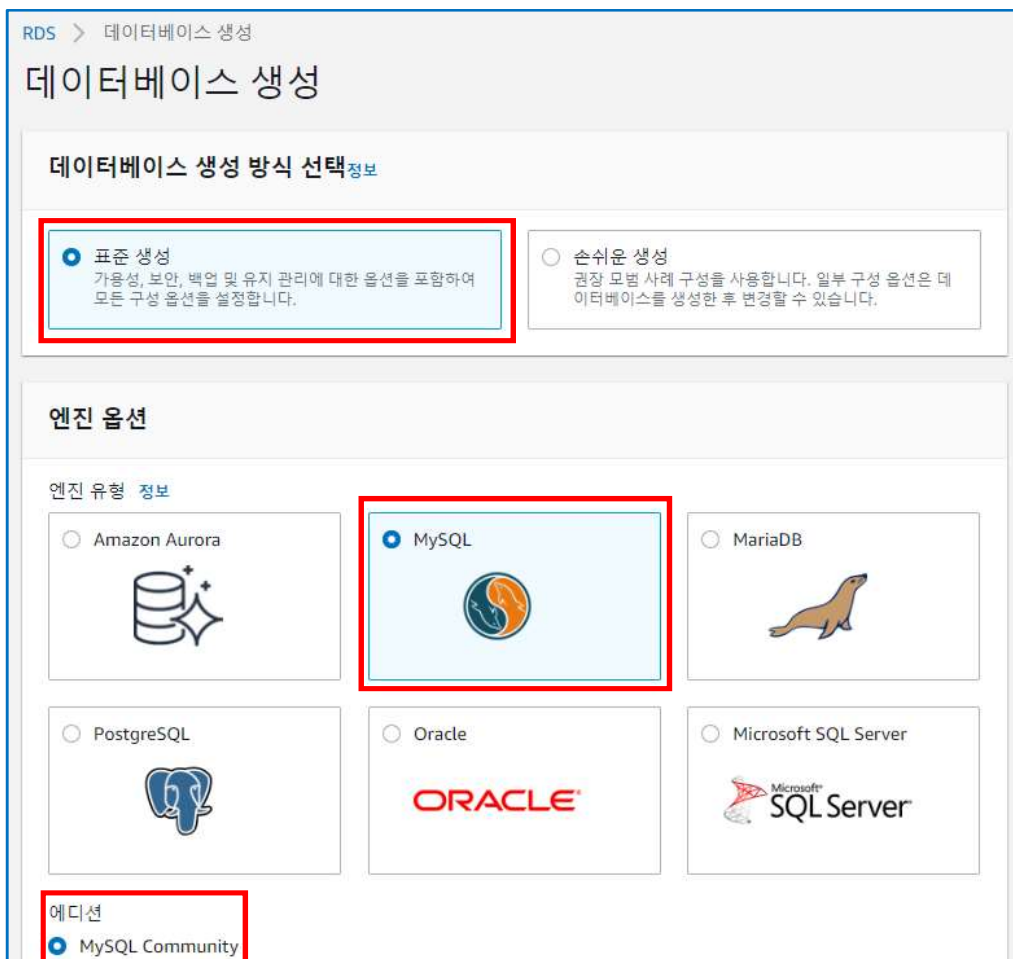 RDS > 데이터베이스 생성
데이터베이스 생성
데이터베이스 생성 방식 선택정보
표준 생성
가용성, 보안, 백업 및 유지 관리에 대한 옵션을 포함하여
모든 구성 옵션을 설정합니다.
손쉬운 생성
권장 모범 사례 구성을 사용합니다. 일부 구성 옵션은 데
이터베이스를 생성한 후 변경할 수 있습니다.
엔진 옵션
엔진 유형 정보
Amazon Aurora
MySQL
MariaDB
PostgreSQL
Oracle
ORACLE
Microsoft SQL Server
Microsoft
SQL Server
에디션
MySQL Community